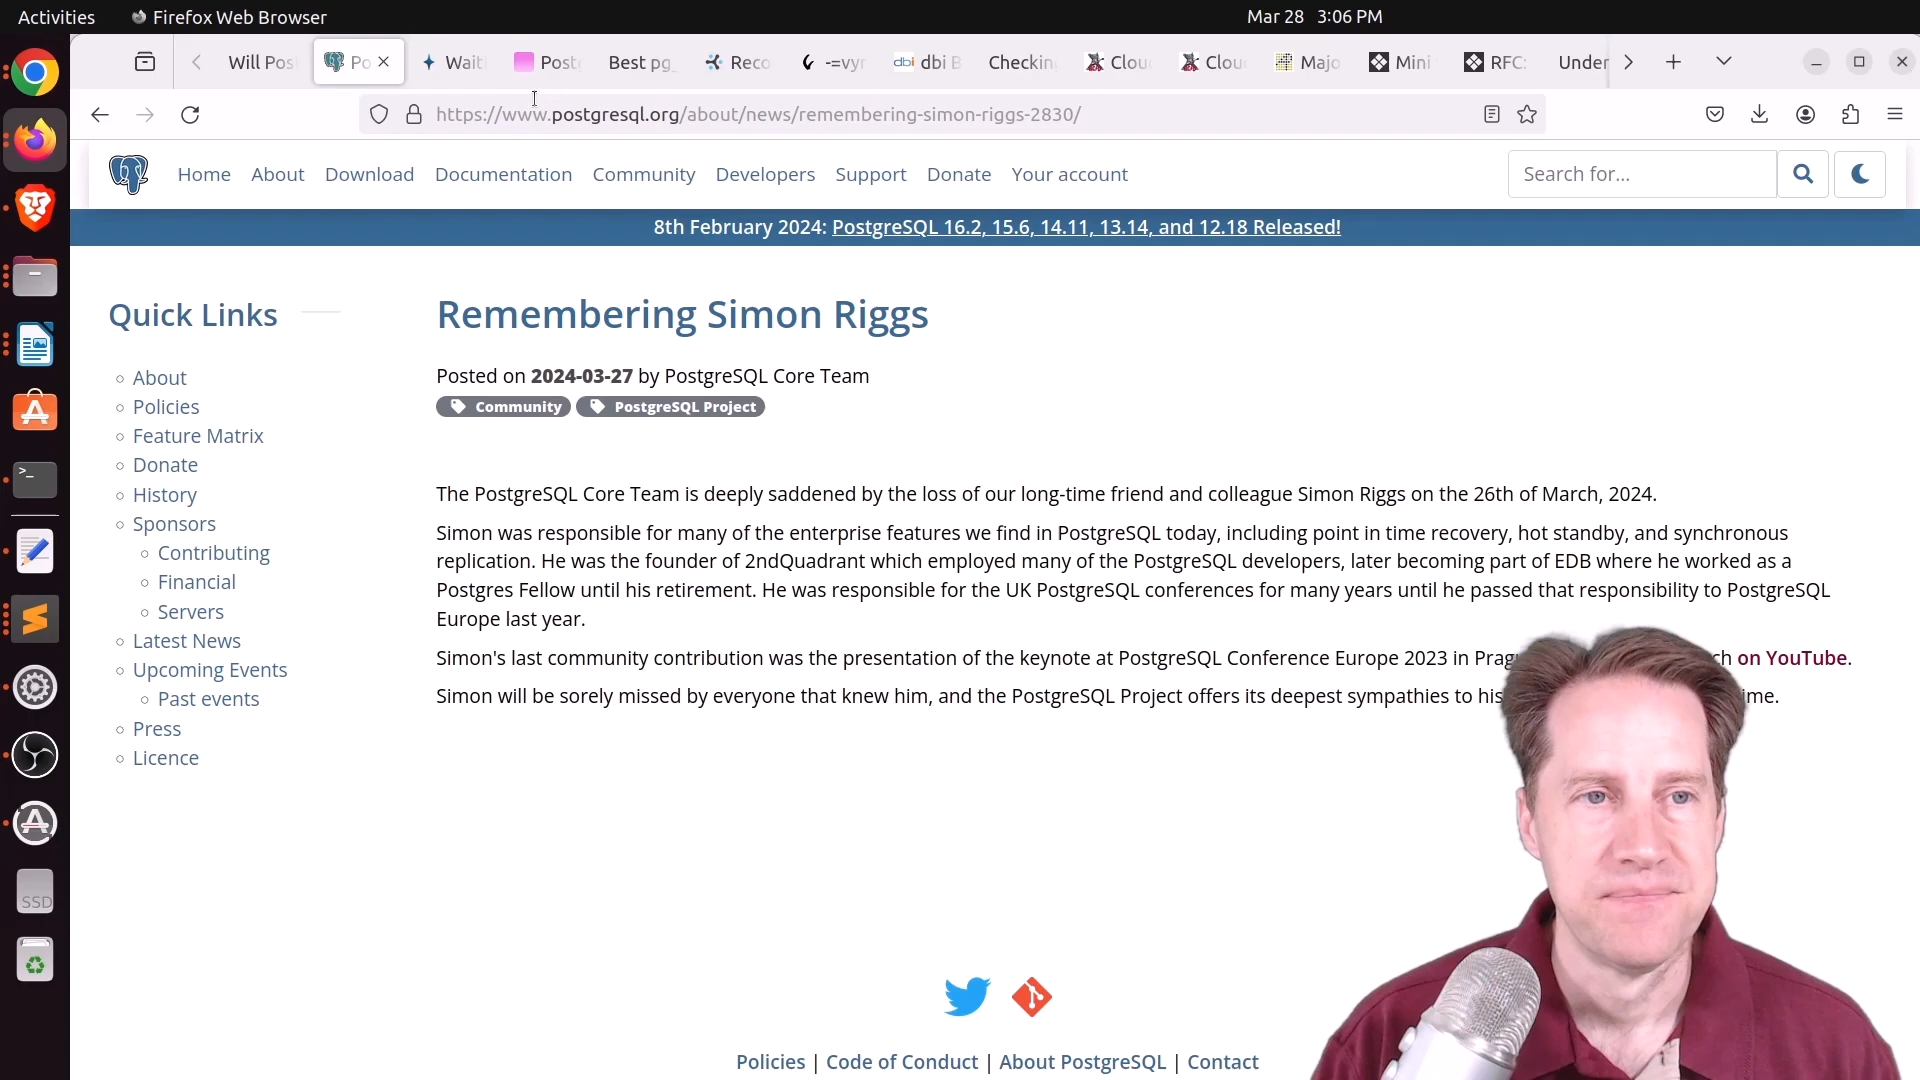 Activities
Firefox Web Browser
Mar 28 3:06 PM
Will Pos
Po
Wait
Post
Best pg_
Reco
-=vyr
dbi dbi B
Checkin
Clou
Clou
Majo
Mini
RFC:
Under
https://www.postgresql.org/about/news/remembering-simon-riggs-2830/
Home About Download Documentation Community Developers Support Donate Your account
Search for...
8th February 2024: PostgreSQL 16.2, 15.6, 14.11, 13.14, and 12.18 Released!
Quick Links
About
Policies
Feature Matrix
Donate
History
Sponsors
Contributing
Financial
Servers
Latest News
Upcoming Events
Past events
Press
Licence
Remembering Simon Riggs
Posted on 2024-03-27 by PostgreSQL Core Team
Community PostgreSQL Project
The PostgreSQL Core Team is deeply saddened by the loss of our long-time friend and colleague Simon Riggs on the 26th of March, 2024.
Simon was responsible for many of the enterprise features we find in PostgreSQL today, including point in time recovery, hot standby, and synchronous
replication. He was the founder of 2ndQuadrant which employed many of the PostgreSQL developers, later becoming part of EDB where he worked as a
Postgres Fellow until his retirement. He was responsible for the UK PostgreSQL conferences for many years until he passed that responsibility to PostgreSQL
Europe last year.
Simon's last community contribution was the presentation of the keynote at PostgreSQL Conference Europe 2023 in Prag ch on YouTube.
Simon will be sorely missed by everyone that knew him, and the PostgreSQL Project offers its deepest sympathies to his ime.
SSD
Policies | Code of Conduct | About PostgreSQL | Contact